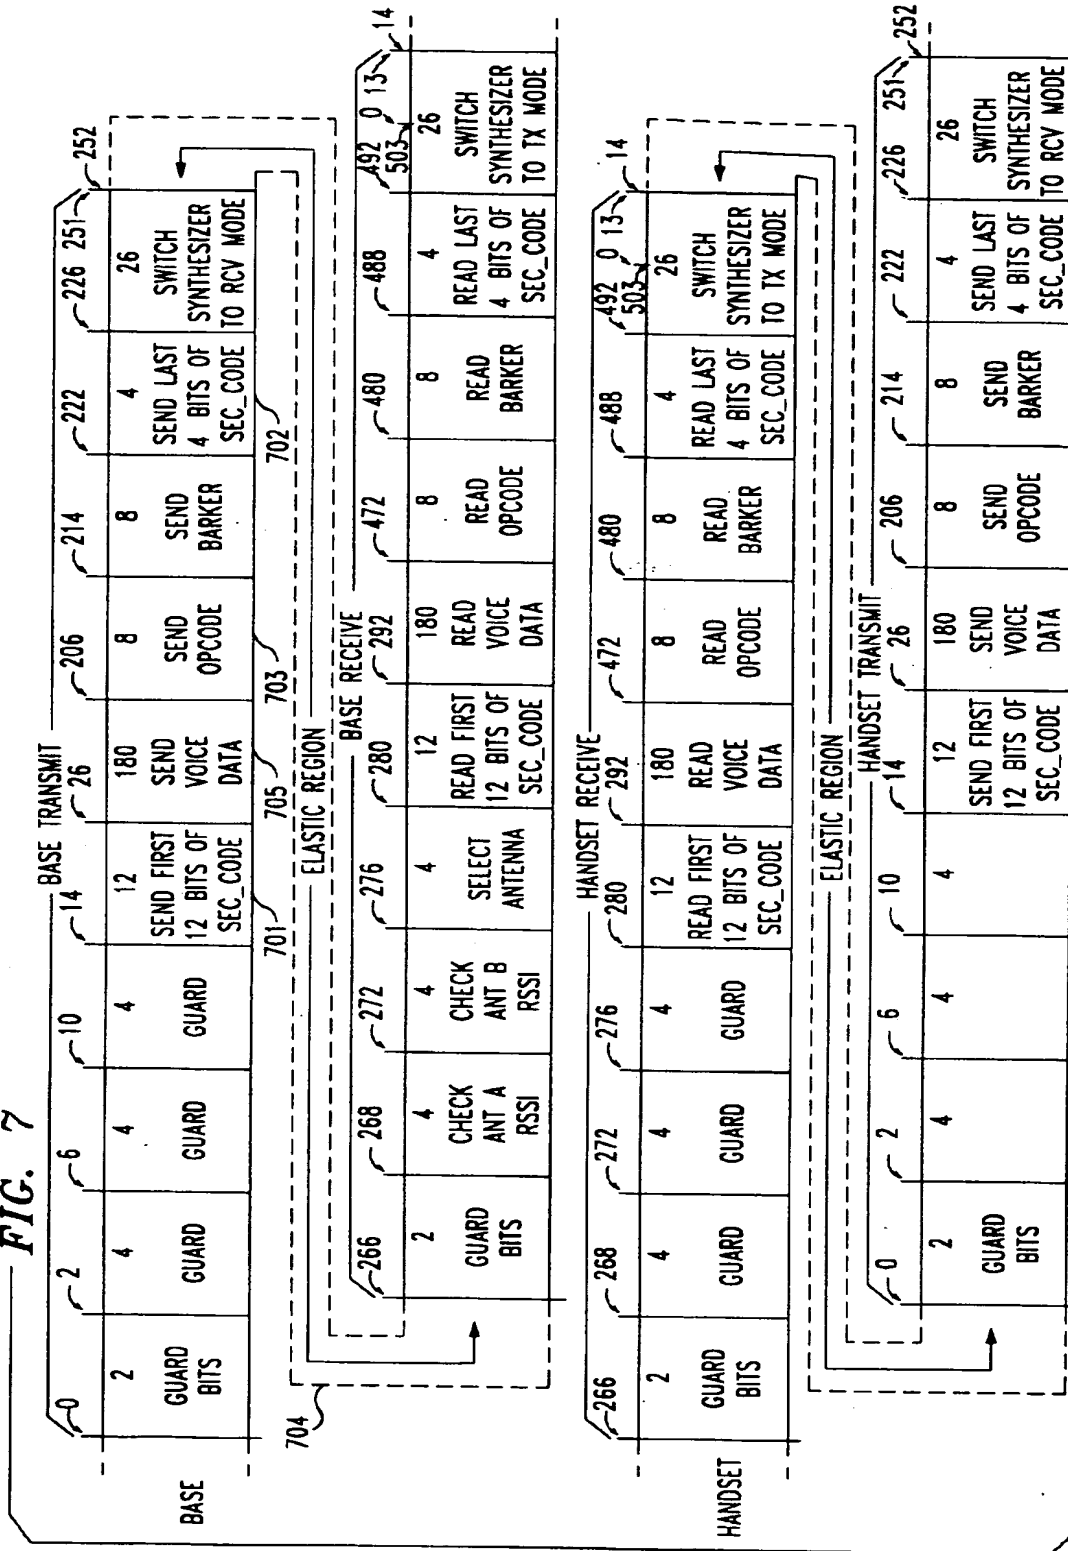 FIG. 7
BASE TRANSMIT
0 2 6 10 14 26 206 214 222 226 251 252
BASE
2 4 4 4 12 180 8 8 4 26
GUARD BITS
GUARD
GUARD
GUARD
SEND FIRST
12 BITS OF
SEC_CODE
SEND
VOICE
DATA
SEND
OPCODE
SEND
BARKER
SEND LAST
4 BITS OF
SEC_CODE
SWITCH
SYNTHESIZER
TO RCV MODE
701 705 703 702
704
ELASTIC REGION
BASE RECEIVE
266 268 272 276 280 292 472 480 488 492 503 0 13 14
2 4 4 4 12 180 8 8 4 26
GUARD
BITS
CHECK
ANT A
RSSI
CHECK
ANT B
RSSI
SELECT
ANTENNA
READ FIRST
12 BITS OF
SEC_CODE
READ
VOICE
DATA
READ
OPCODE
READ
BARKER
READ LAST
4 BITS OF
SEC_CODE
SWITCH
SYNTHESIZER
TO TX MODE
HANDSET RECEIVE
266 268 272 276 280 292 472 480 488 492 503 0 13 14
HANDSET
2 4 4 4 12 180 8 8 4 26
GUARD
BITS
GUARD
GUARD
GUARD
READ FIRST
12 BITS OF
SEC_CODE
READ
VOICE
DATA
READ
OPCODE
READ
BARKER
READ LAST
4 BITS OF
SEC_CODE
SWITCH
SYNTHESIZER
TO TX MODE
ELASTIC REGION
HANDSET TRANSMIT
0 2 6 10 14 26 206 214 222 226 251 252
2 4 4 4 12 180 8 8 4 26
GUARD
BITS
SEND FIRST
12 BITS OF
SEC_CODE
SEND
VOICE
DATA
SEND
OPCODE
SEND
BARKER
SEND LAST
4 BITS OF
SEC_CODE
SWITCH
SYNTHESIZER
TO RCV MODE